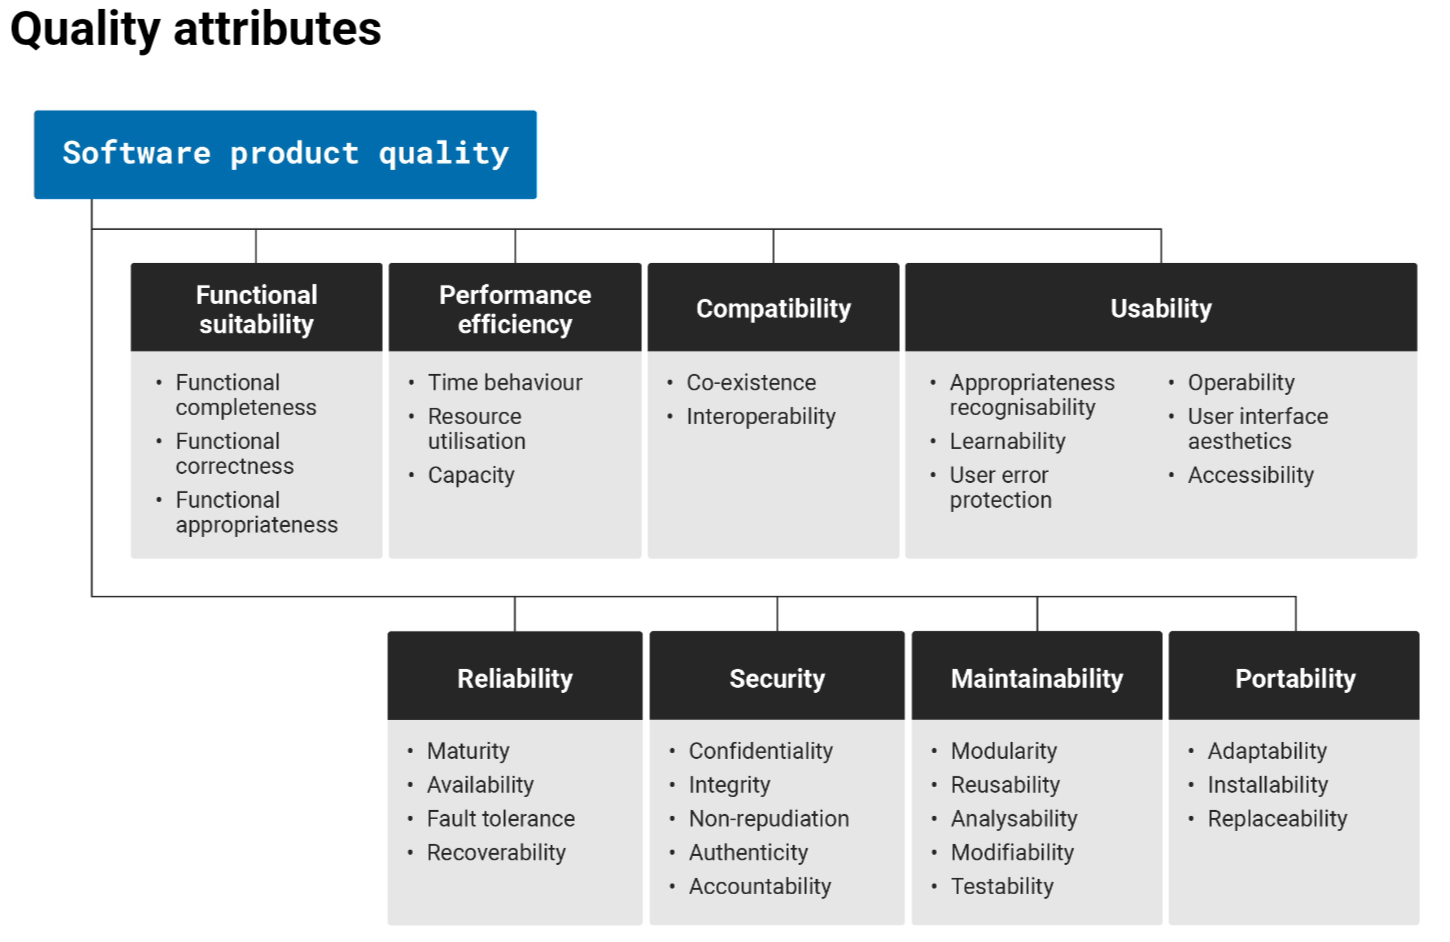 Quality attributes
Software product quality
Functional
suitability
• Functional
completeness
• Functional
correctness
• Functional
appropriateness
Performance
efficiency
• Time behaviour
• Resource
utilisation
• Capacity
Compatibility
• Co-existence
• Interoperability
Usability
• Appropriateness
recognisability
• Learnability
• User error
protection
• Operability
• User interface
aesthetics
• Accessibility
Reliability
• Maturity
• Availability
• Fault tolerance
• Recoverability
Security
• Confidentiality
• Integrity
• Non-repudiation
• Authenticity
• Accountability
Maintainability
• Modularity
• Reusability
• Analysability
• Modifiability
• Testability
Portability
• Adaptability
• Installability
• Replaceability